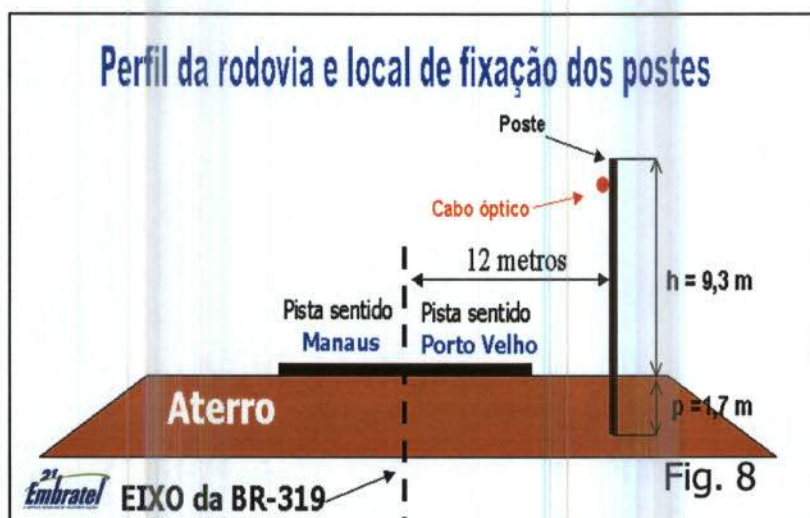 Perfil da rodovia e local de fixação dos postes
Poste
Cabo óptico
12 metros
h = 9,3 m
Pista sentido
Manaus
Pista sentido
Porto Velho
Aterro
p =1,7 m
21
Embratel
EIXO da BR-319
Fig. 8